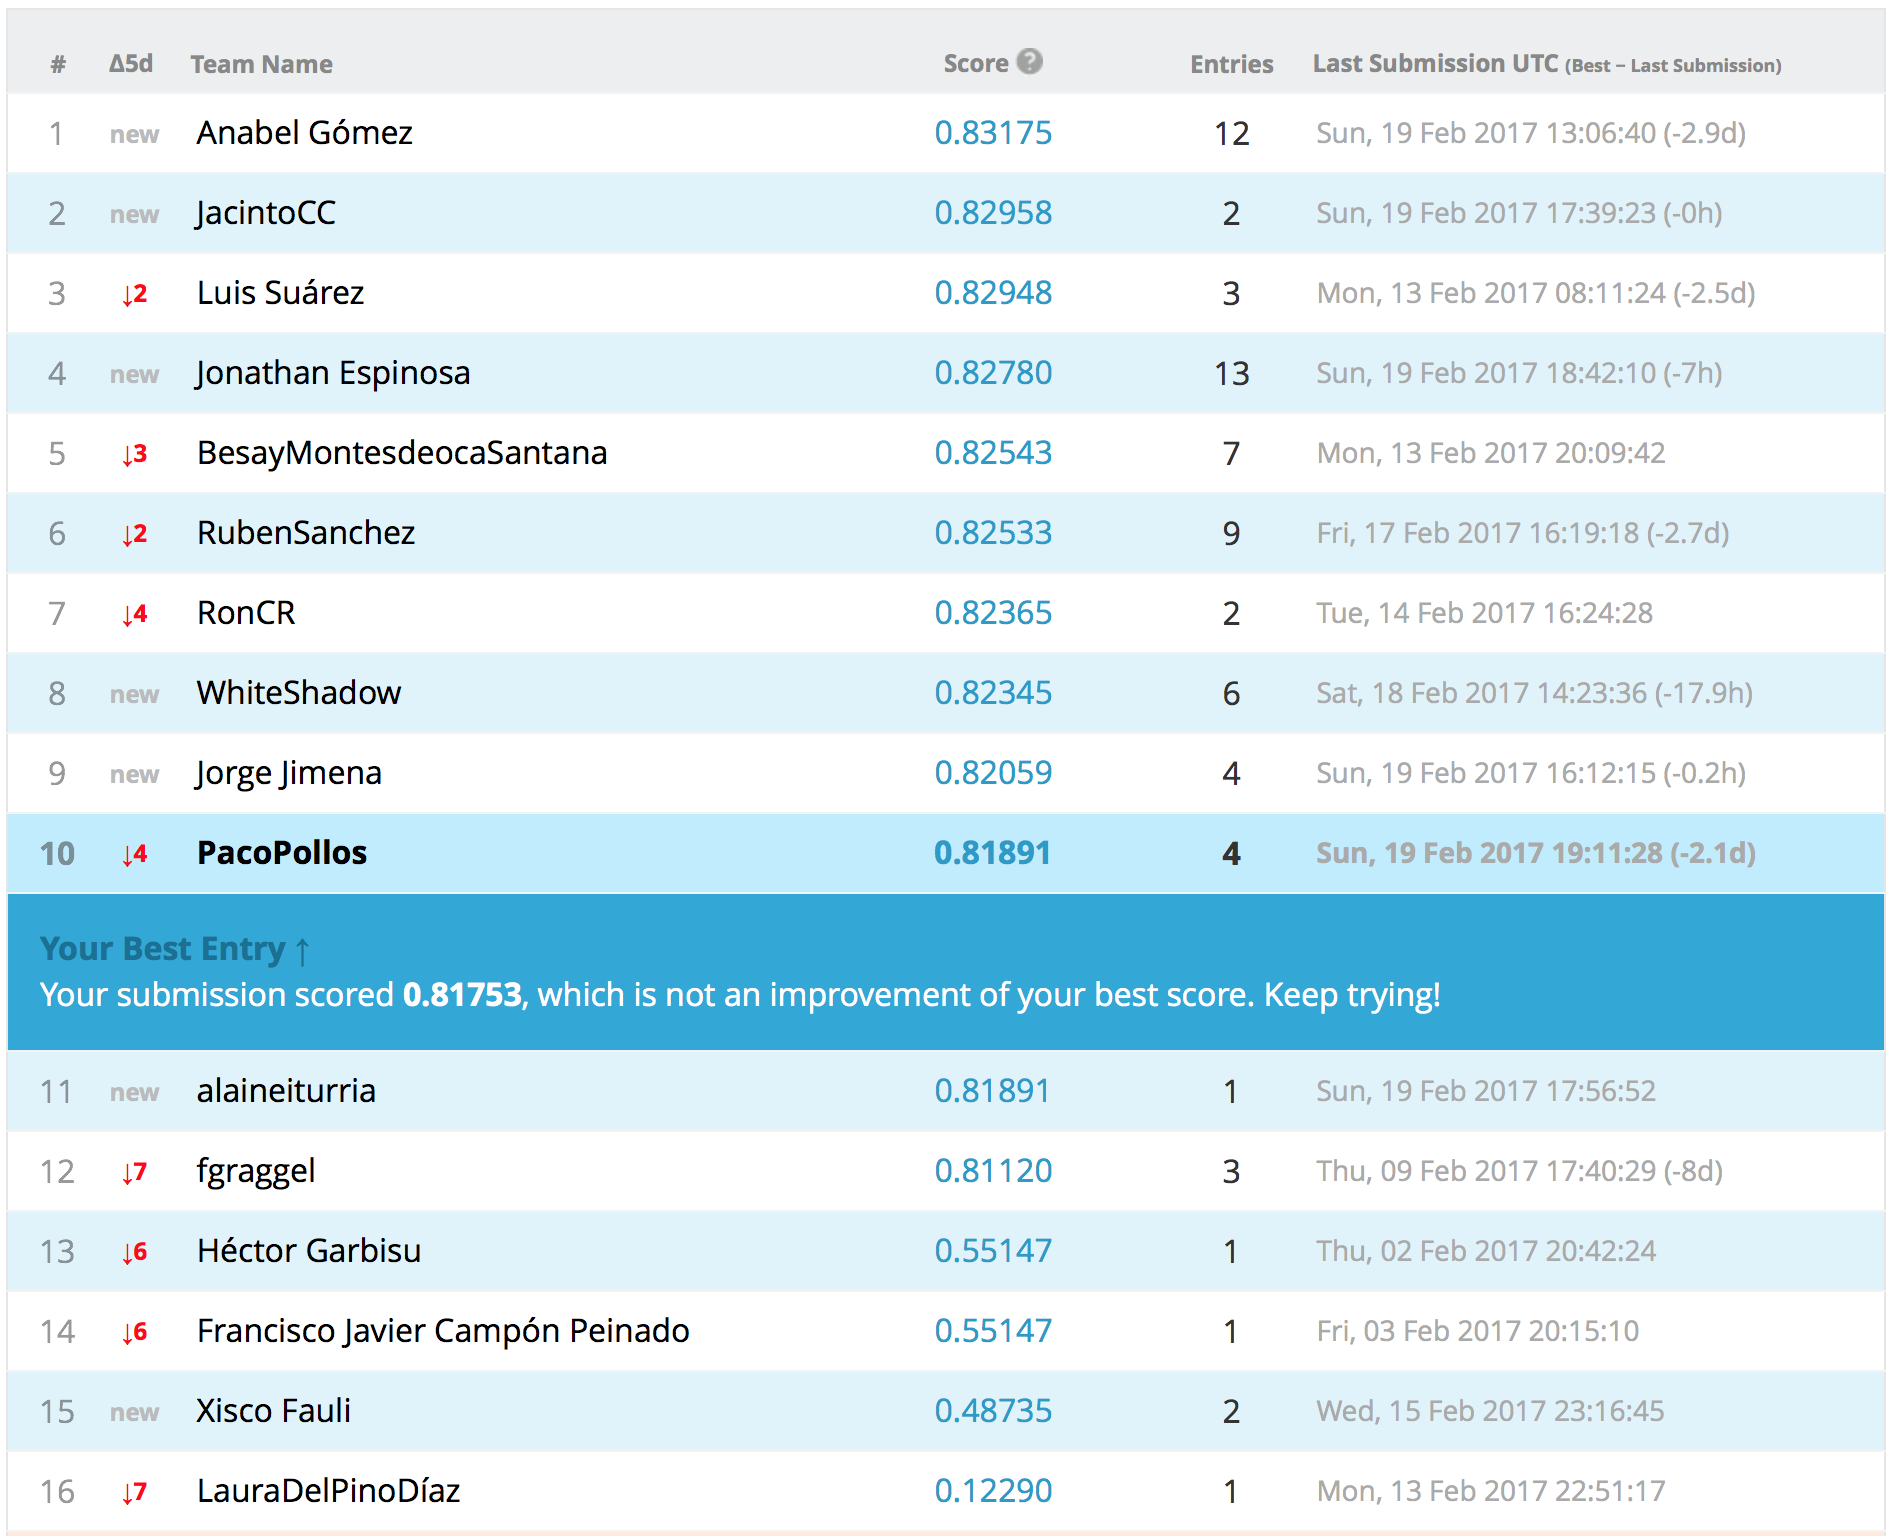 # Δ5d Team Name Score ? Entries Last Submission UTC (Best − Last Submission)
1 new Anabel Gómez 0.83175 12 Sun, 19 Feb 2017 13:06:40 (-2.9d)
2 new JacintoCC 0.82958 2 Sun, 19 Feb 2017 17:39:23 (-0h)
3 ↓2 Luis Suárez 0.82948 3 Mon, 13 Feb 2017 08:11:24 (-2.5d)
4 new Jonathan Espinosa 0.82780 13 Sun, 19 Feb 2017 18:42:10 (-7h)
5 ↓3 BesayMontesdeocaSantana 0.82543 7 Mon, 13 Feb 2017 20:09:42
6 ↓2 RubenSanchez 0.82533 9 Fri, 17 Feb 2017 16:19:18 (-2.7d)
7 ↓4 RonCR 0.82365 2 Tue, 14 Feb 2017 16:24:28
8 new WhiteShadow 0.82345 6 Sat, 18 Feb 2017 14:23:36 (-17.9h)
9 new Jorge Jimena 0.82059 4 Sun, 19 Feb 2017 16:12:15 (-0.2h)
10 ↓4 PacoPollos 0.81891 4 Sun, 19 Feb 2017 19:11:28 (-2.1d)
Your Best Entry ↑
Your submission scored 0.81753, which is not an improvement of your best score. Keep trying!
11 new alaineiturria 0.81891 1 Sun, 19 Feb 2017 17:56:52
12 ↓7 fgraggel 0.81120 3 Thu, 09 Feb 2017 17:40:29 (-8d)
13 ↓6 Héctor Garbisu 0.55147 1 Thu, 02 Feb 2017 20:42:24
14 ↓6 Francisco Javier Campón Peinado 0.55147 1 Fri, 03 Feb 2017 20:15:10
15 new Xisco Fauli 0.48735 2 Wed, 15 Feb 2017 23:16:45
16 ↓7 LauraDelPinoDíaz 0.12290 1 Mon, 13 Feb 2017 22:51:17